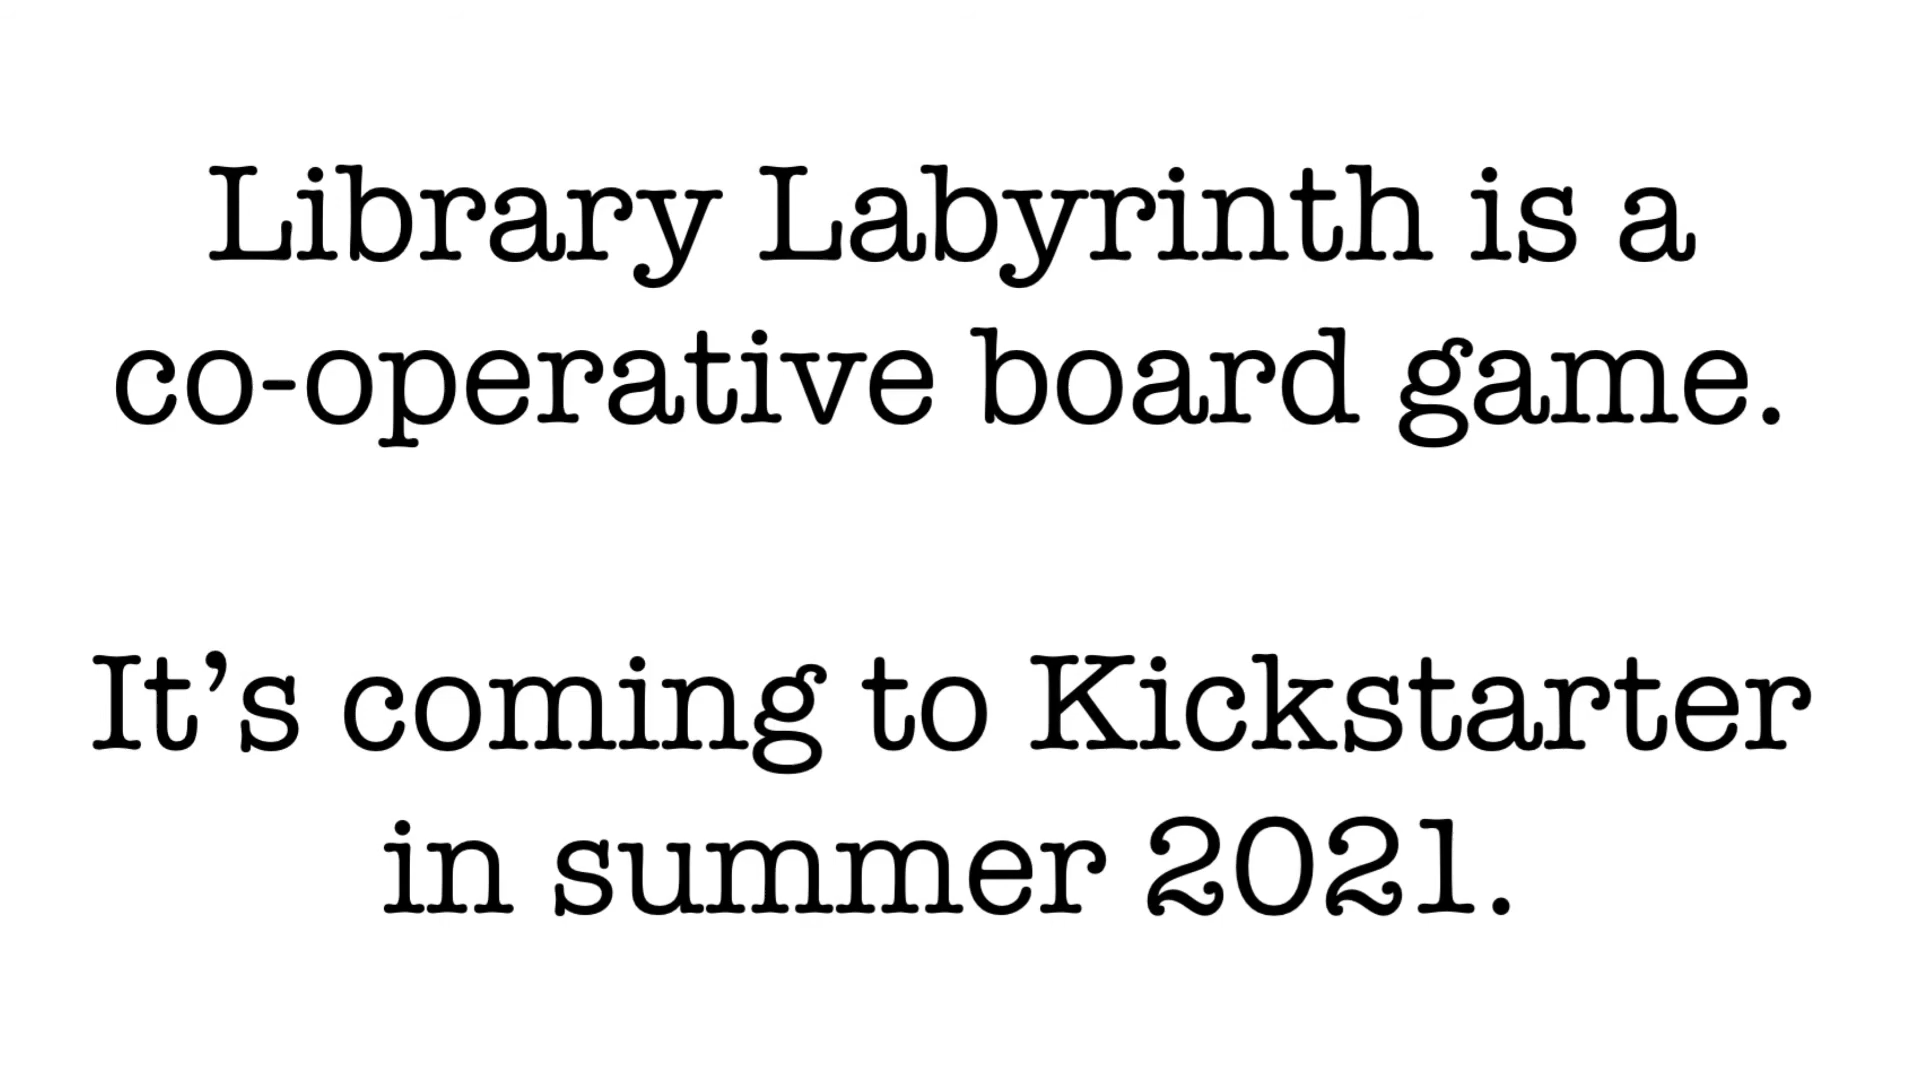 Library Labyrinth is a
co-operative board game.
It’s coming to Kickstarter
in summer 2021.